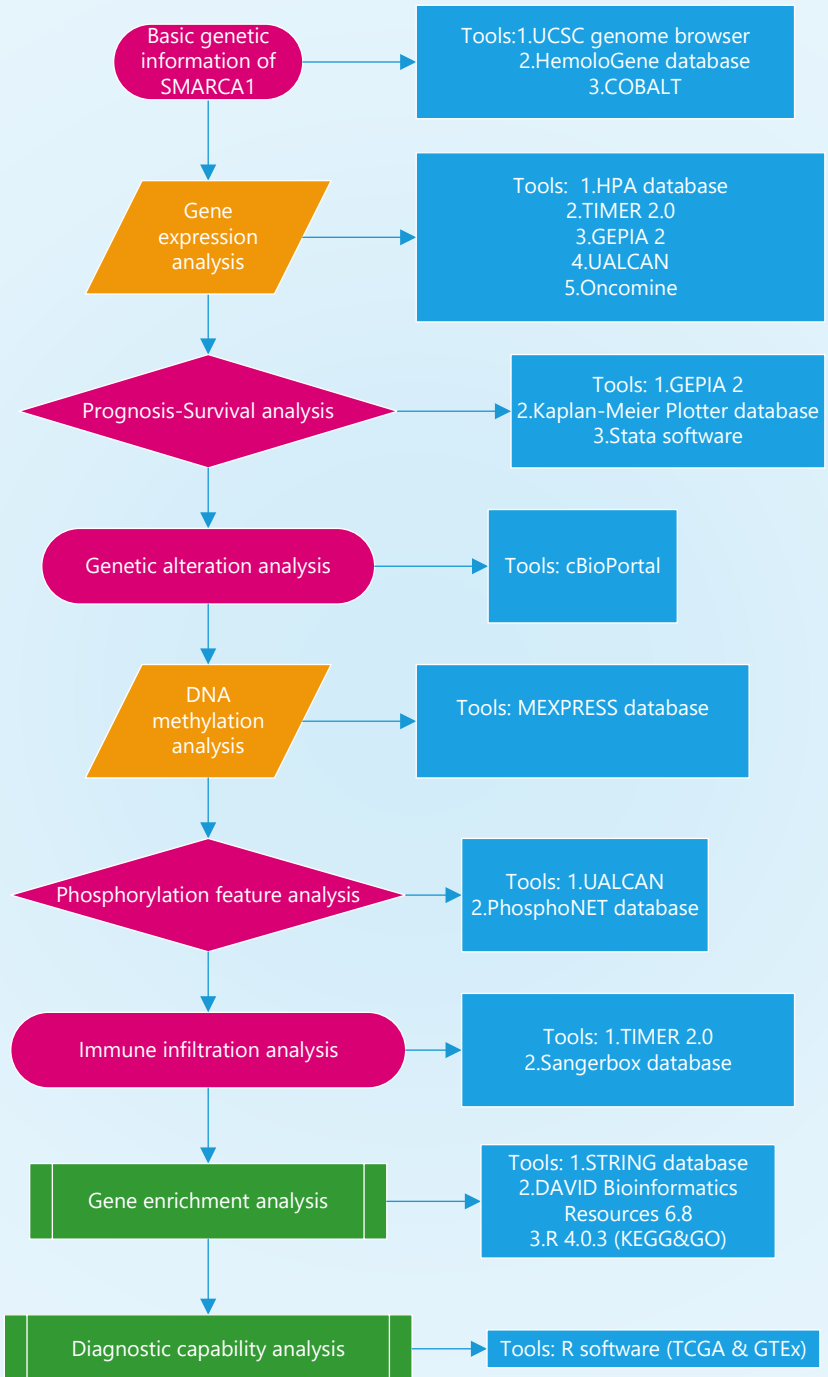 Basic genetic
information of
SMARCA1
Tools:1.UCSC genome browser
2.HemoloGene database
3.COBALT
Gene
expression
analysis
Tools: 1.HPA database
2.TIMER 2.0
3.GEPIA 2
4.UALCAN
5.Oncomine
Prognosis-Survival analysis
Tools: 1.GEPIA 2
2.Kaplan-Meier Plotter database
3.Stata software
Genetic alteration analysis
Tools: cBioPortal
DNA
methylation
analysis
Tools: MEXPRESS database
Phosphorylation feature analysis
Tools: 1.UALCAN
2.PhosphoNET database
Immune infiltration analysis
Tools: 1.TIMER 2.0
2.Sangerbox database
Gene enrichment analysis
Tools: 1.STRING database
2.DAVID Bioinformatics
Resources 6.8
3.R 4.0.3 (KEGG&GO)
Diagnostic capability analysis
Tools: R software (TCGA & GTEx)